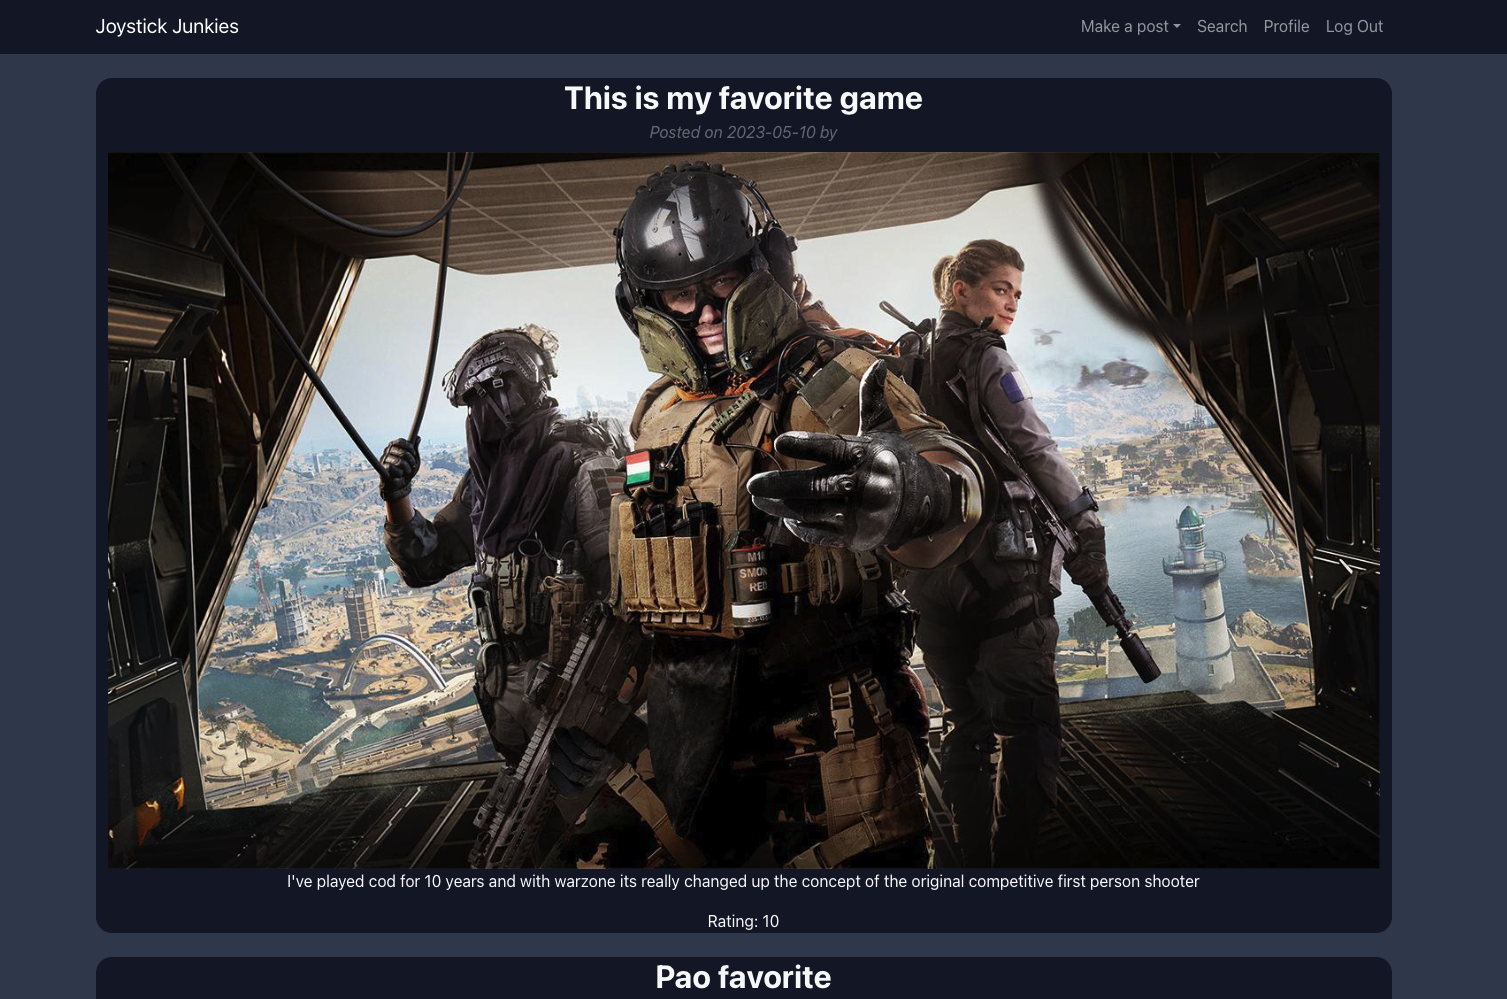 Joystick Junkies
Make a post Search Profile Log Out
This is my favorite game
Posted on 2023-05-10 by
M18
SMOK
RED
I've played cod for 10 years and with warzone its really changed up the concept of the original competitive first person shooter
Rating: 10
Pao favorite